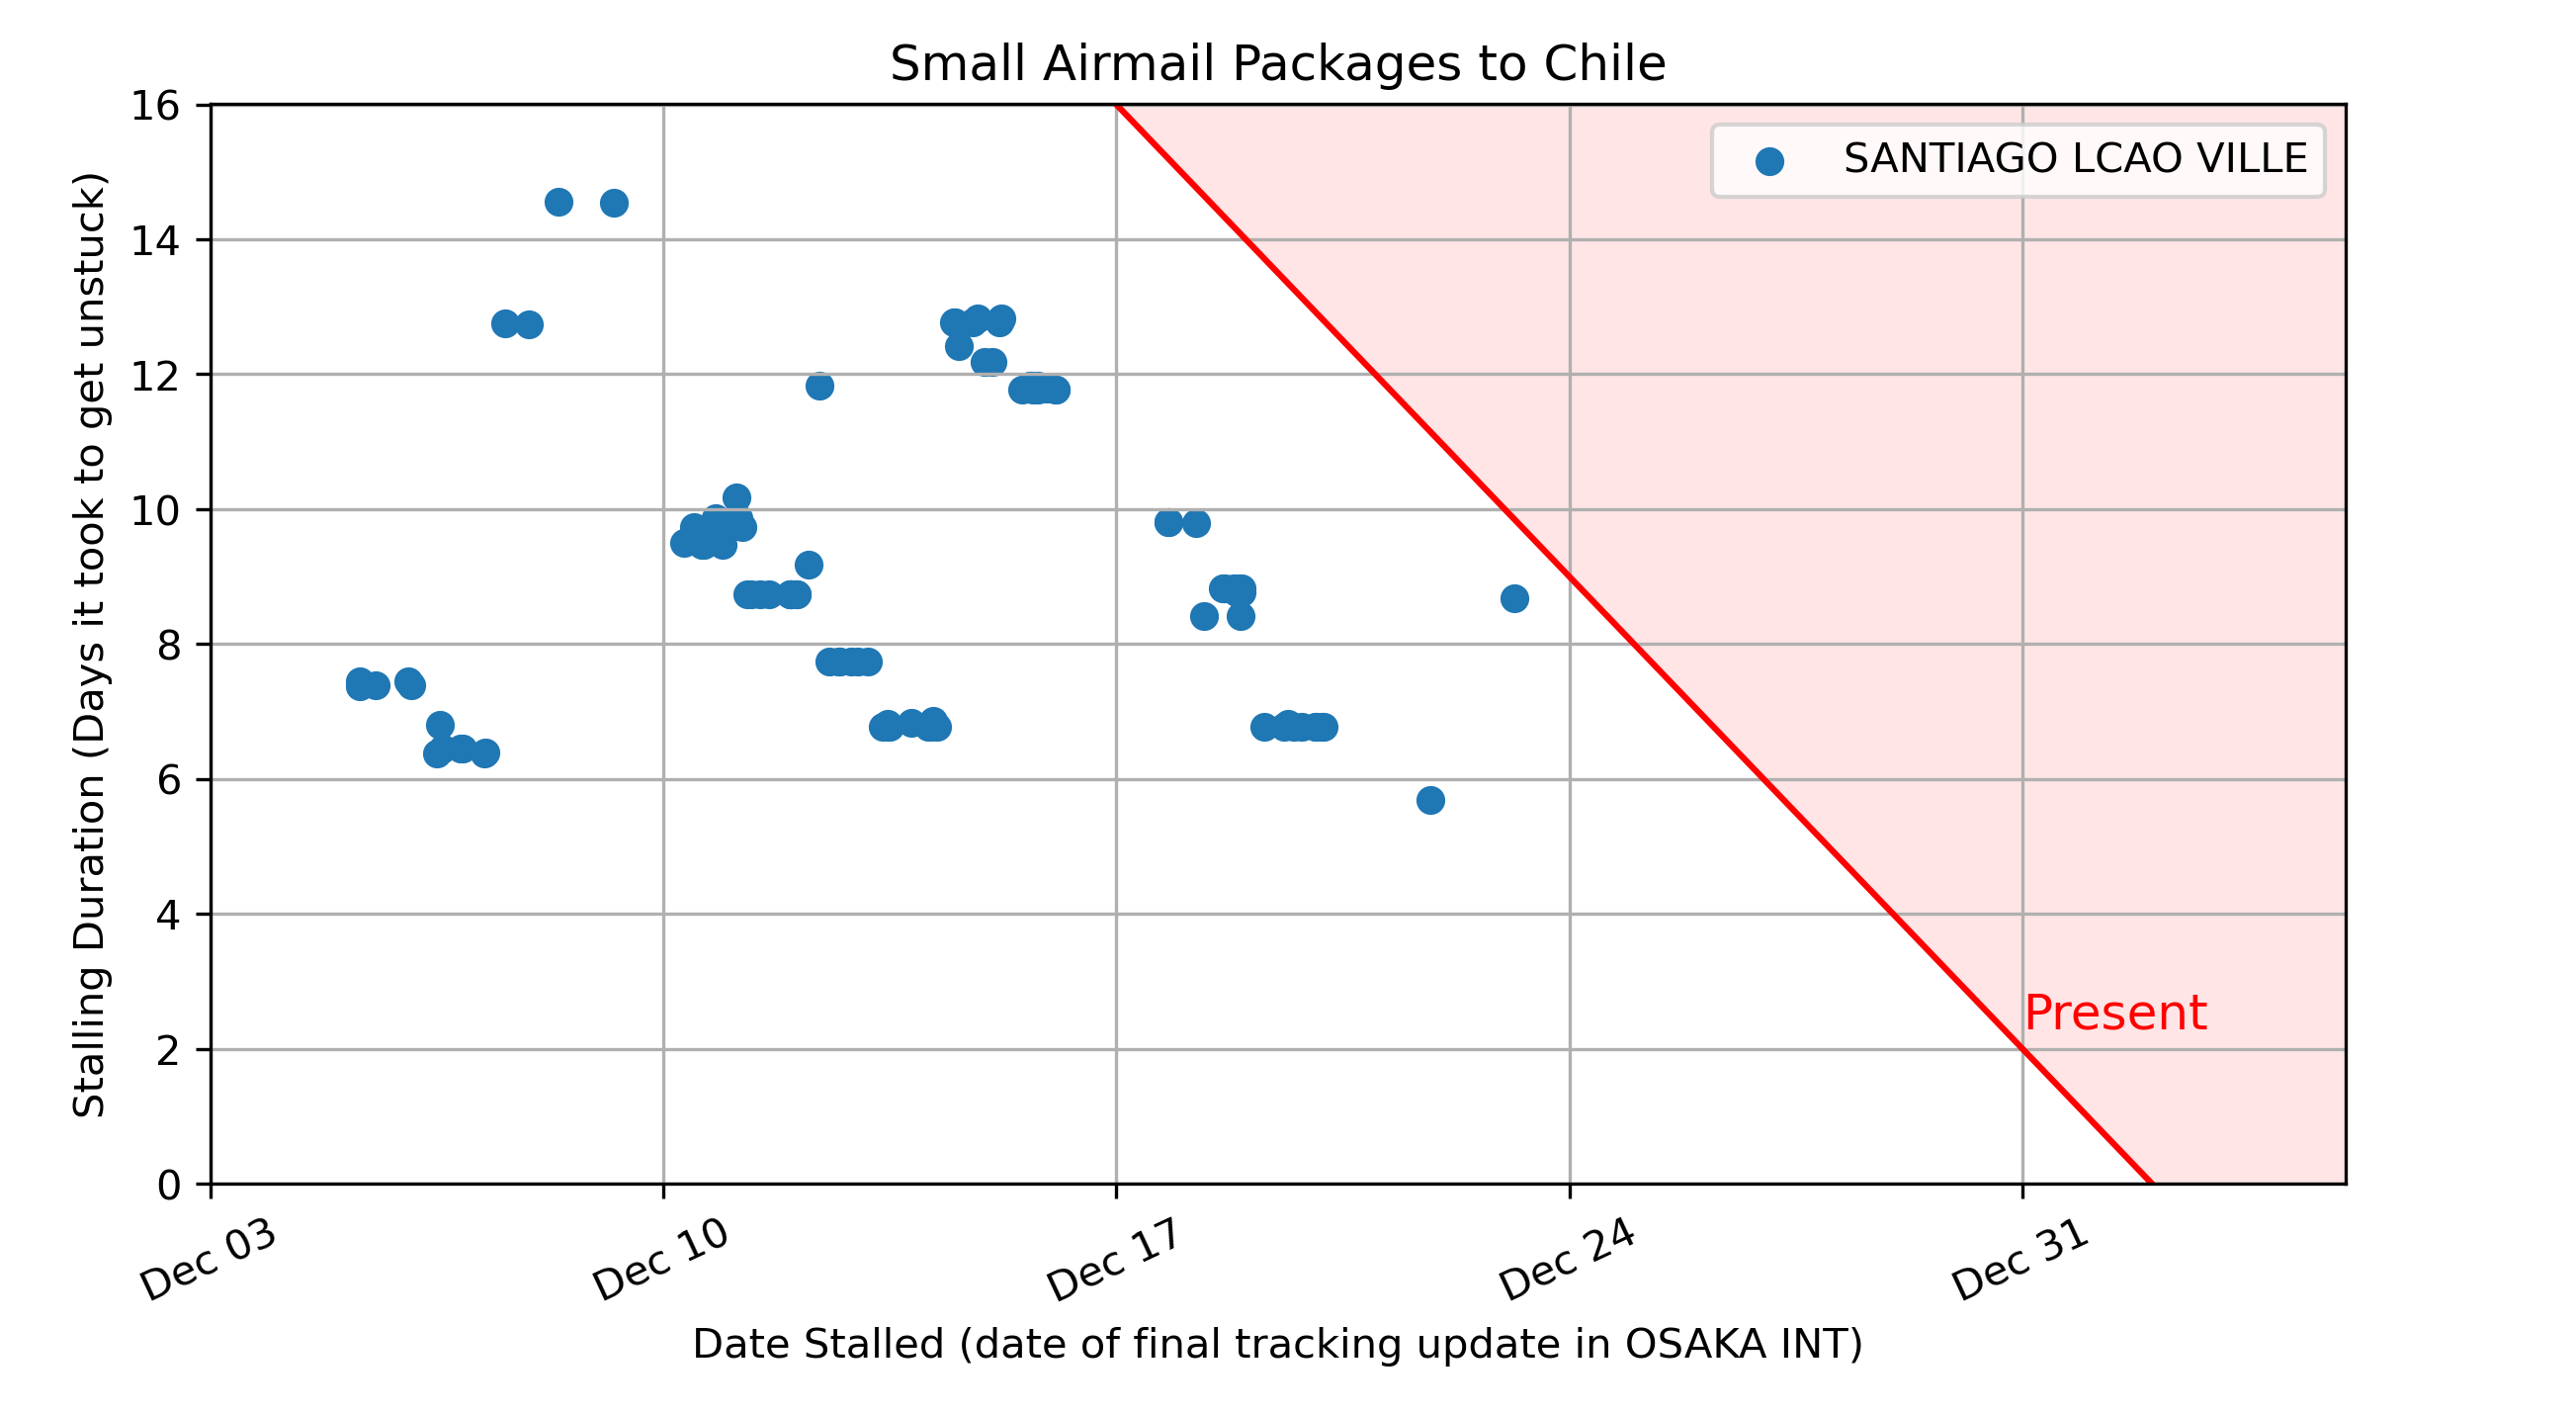 Small Airmail Packages to Chile
Stalling Duration (Days it took to get unstuck)
16
14
12
10
8
6
4
2
0
SANTIAGO LCAO VILLE
Present
Dec 03
Dec 10
Dec 17
Dec 24
Dec 31
Date Stalled (date of final tracking update in OSAKA INT)